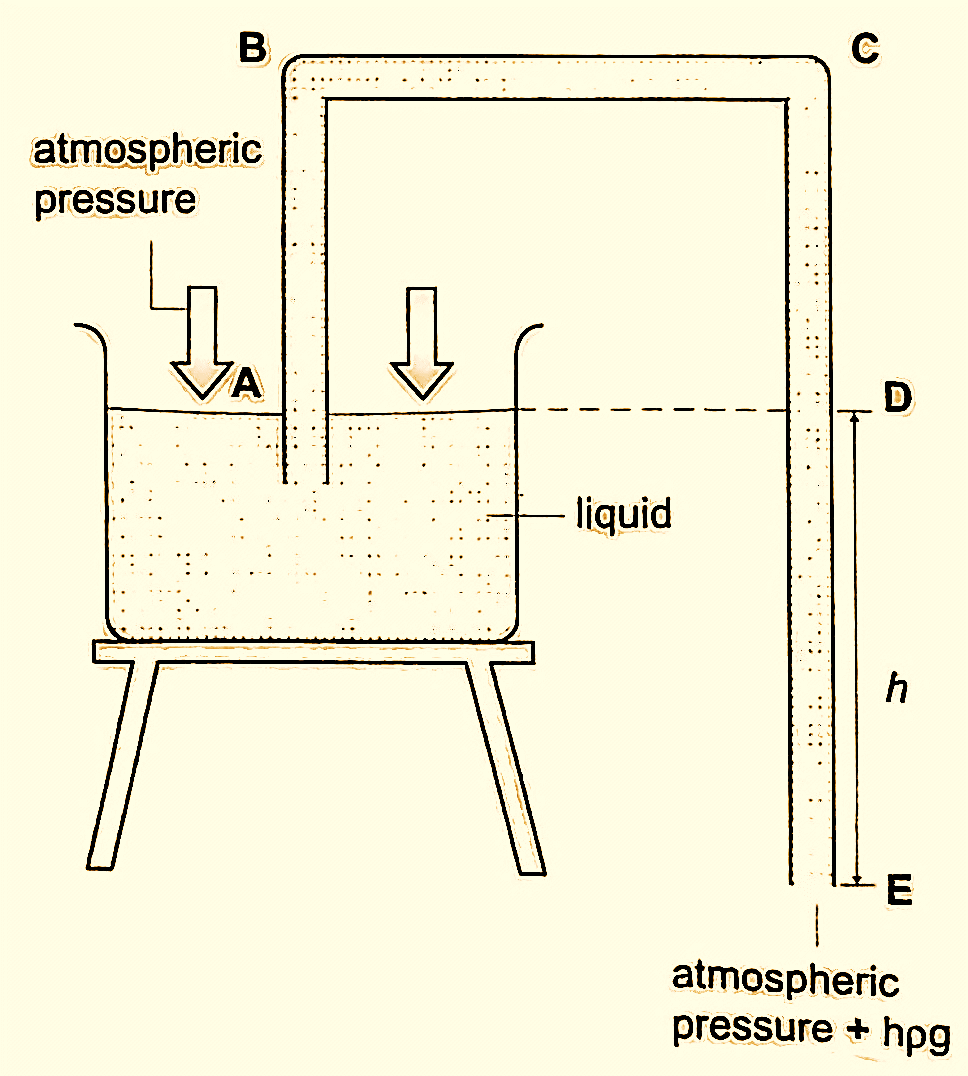 B
C
atmospheric
pressure
A
D
liquid
h
E
atmospheric
pressure + hρg